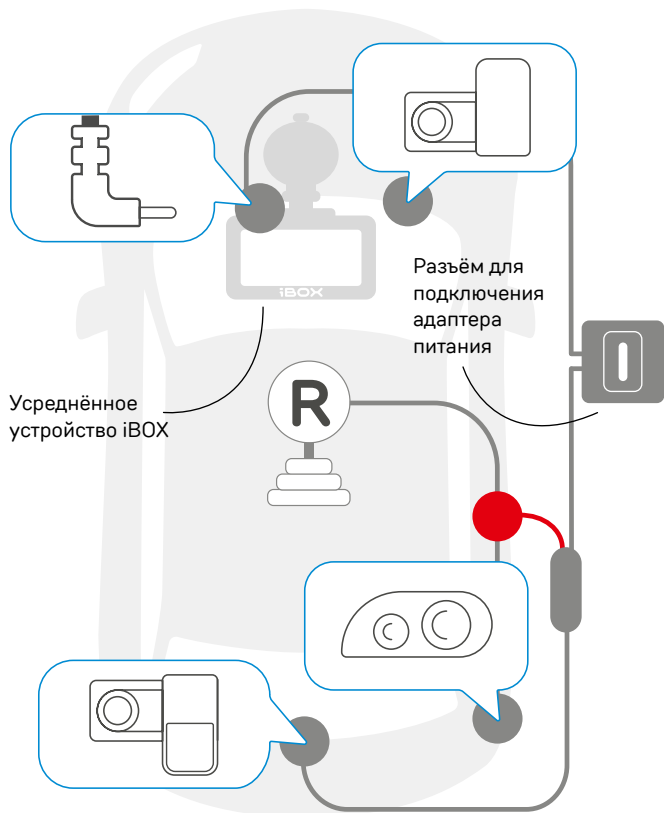 iBOX
Разъём для
подключения
адаптера
питания
Усреднённое
устройство iBOX
R